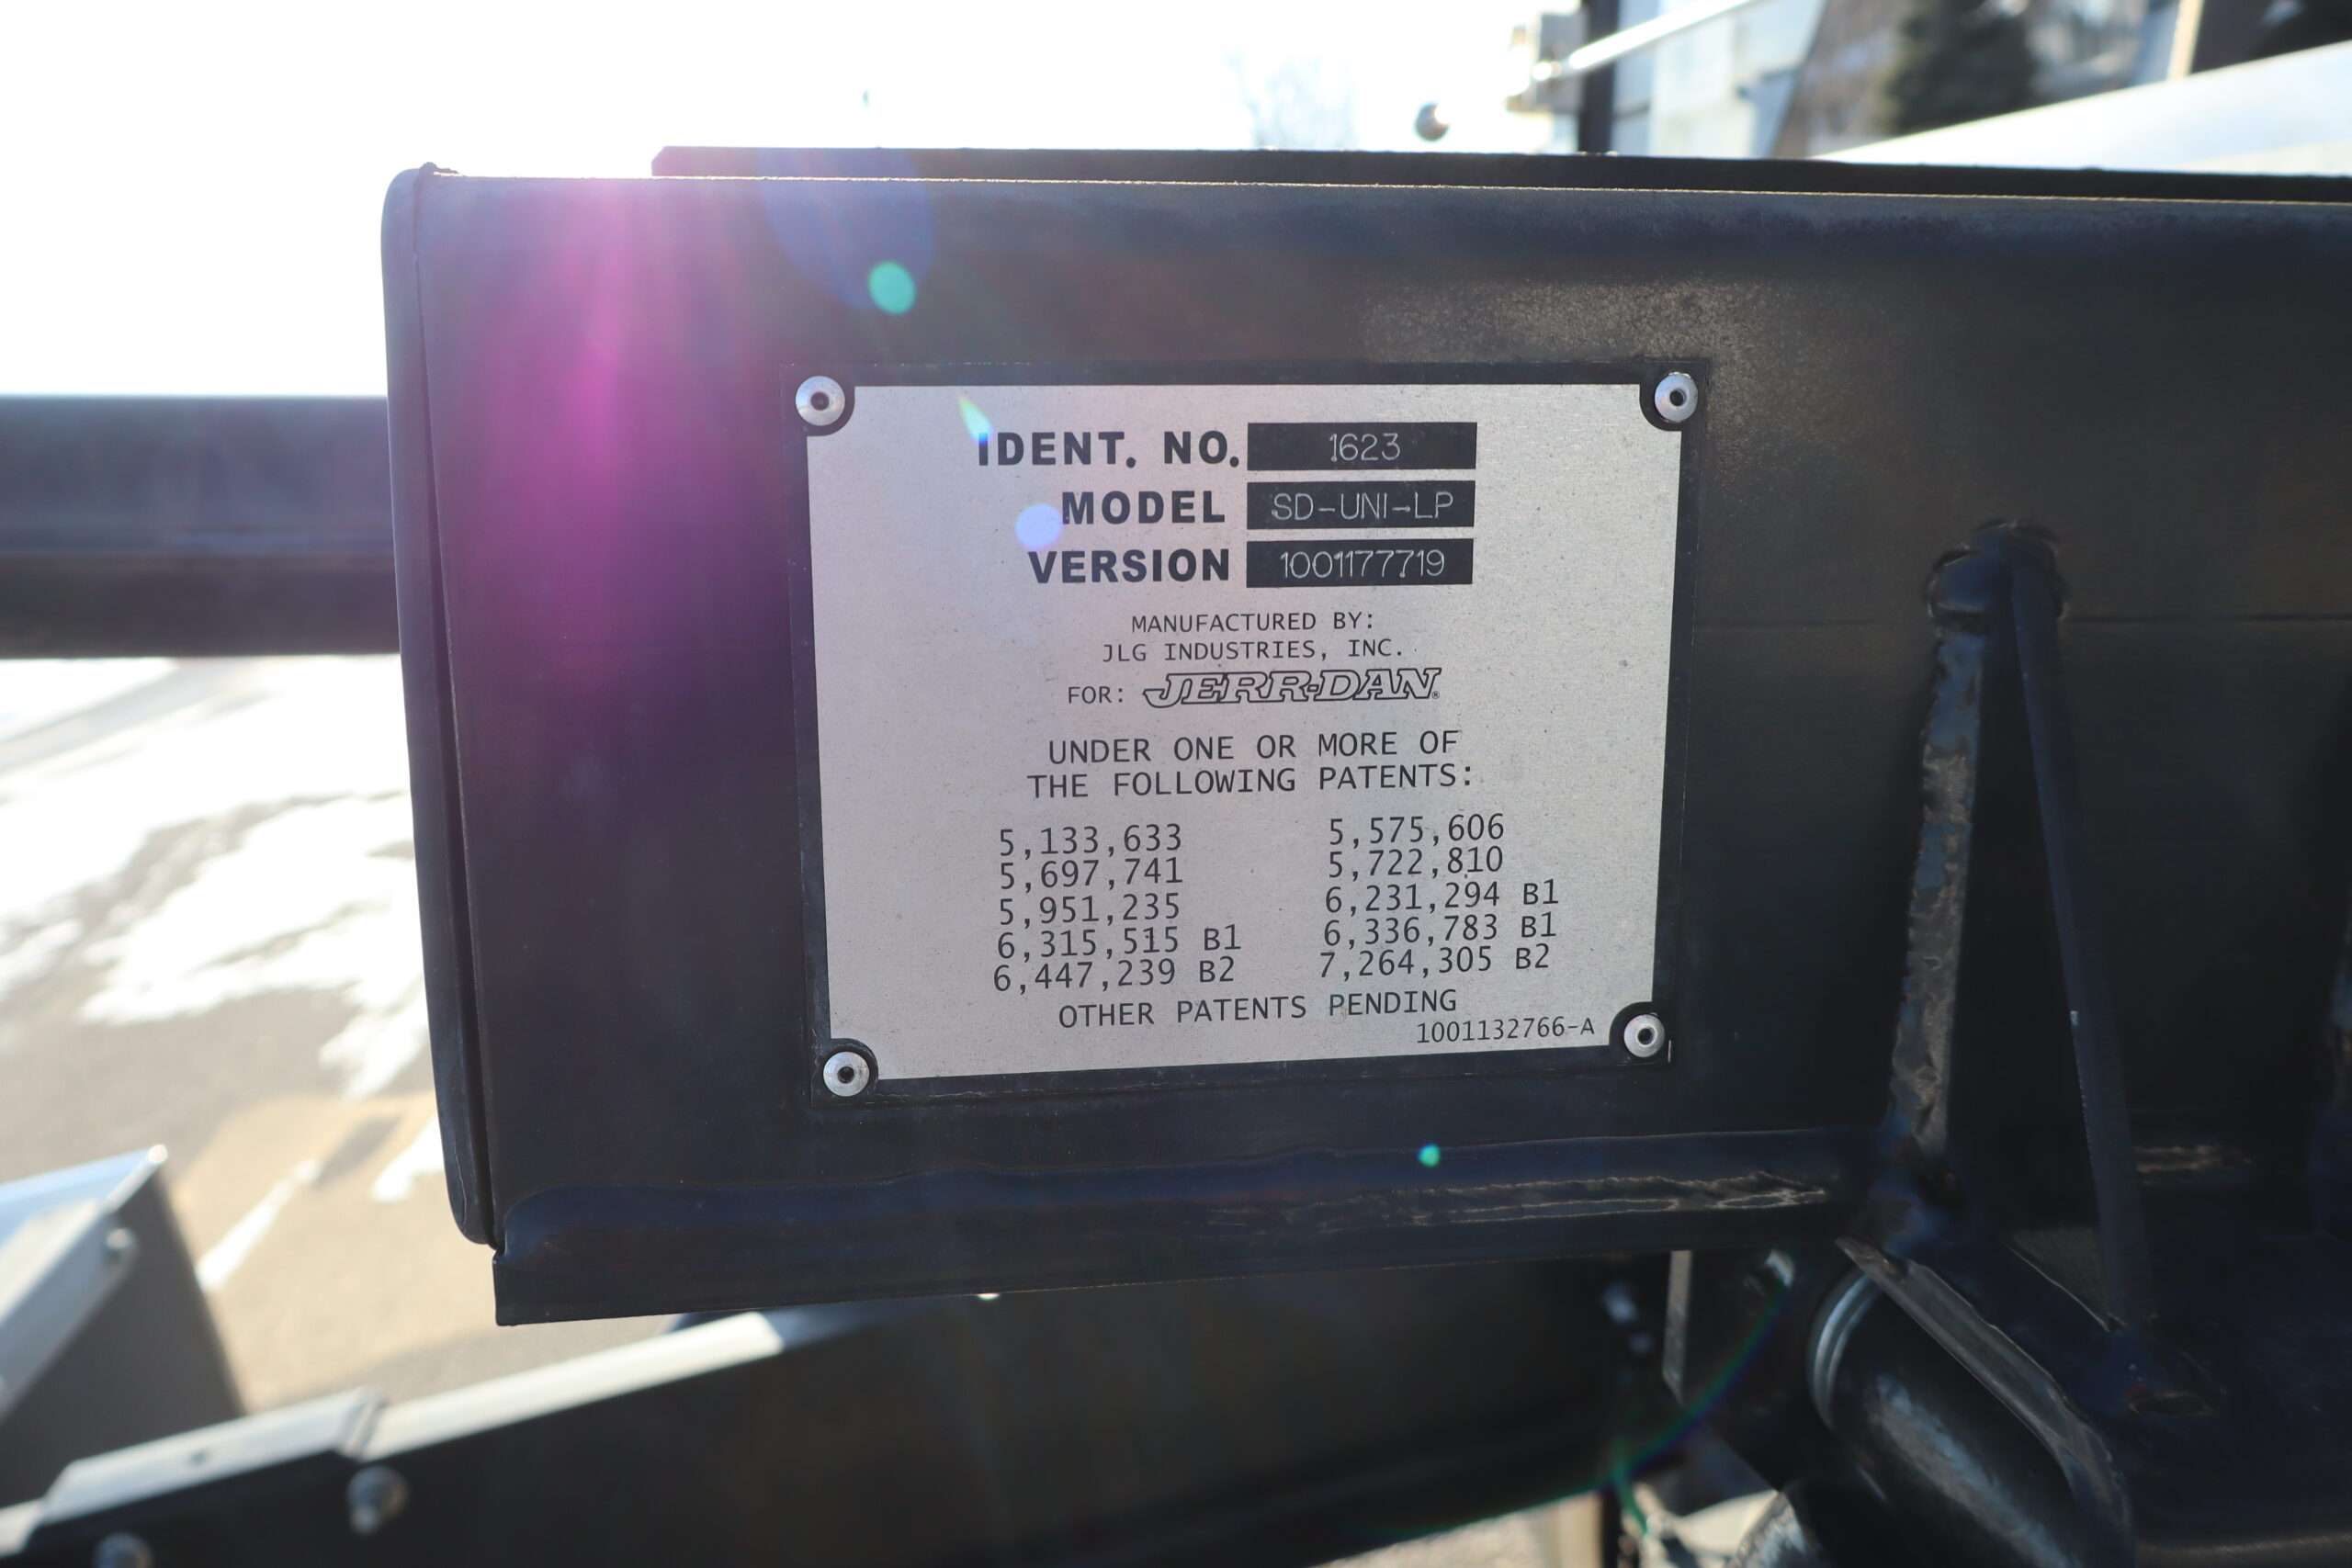 IDENT. NO. 1623
MODEL SD-UNI-LP
VERSION 1001177719
MANUFACTURED BY:
JLG INDUSTRIES, INC.
FOR: JERR-DAN®
UNDER ONE OR MORE OF
THE FOLLOWING PATENTS:
5,133,633 5,575,606
5,697,741 5,722,810
5,951,235 6,231,294 B1
6,315,515 B1 6,336,783 B1
6,447,239 B2 7,264,305 B2
OTHER PATENTS PENDING
1001132766-A